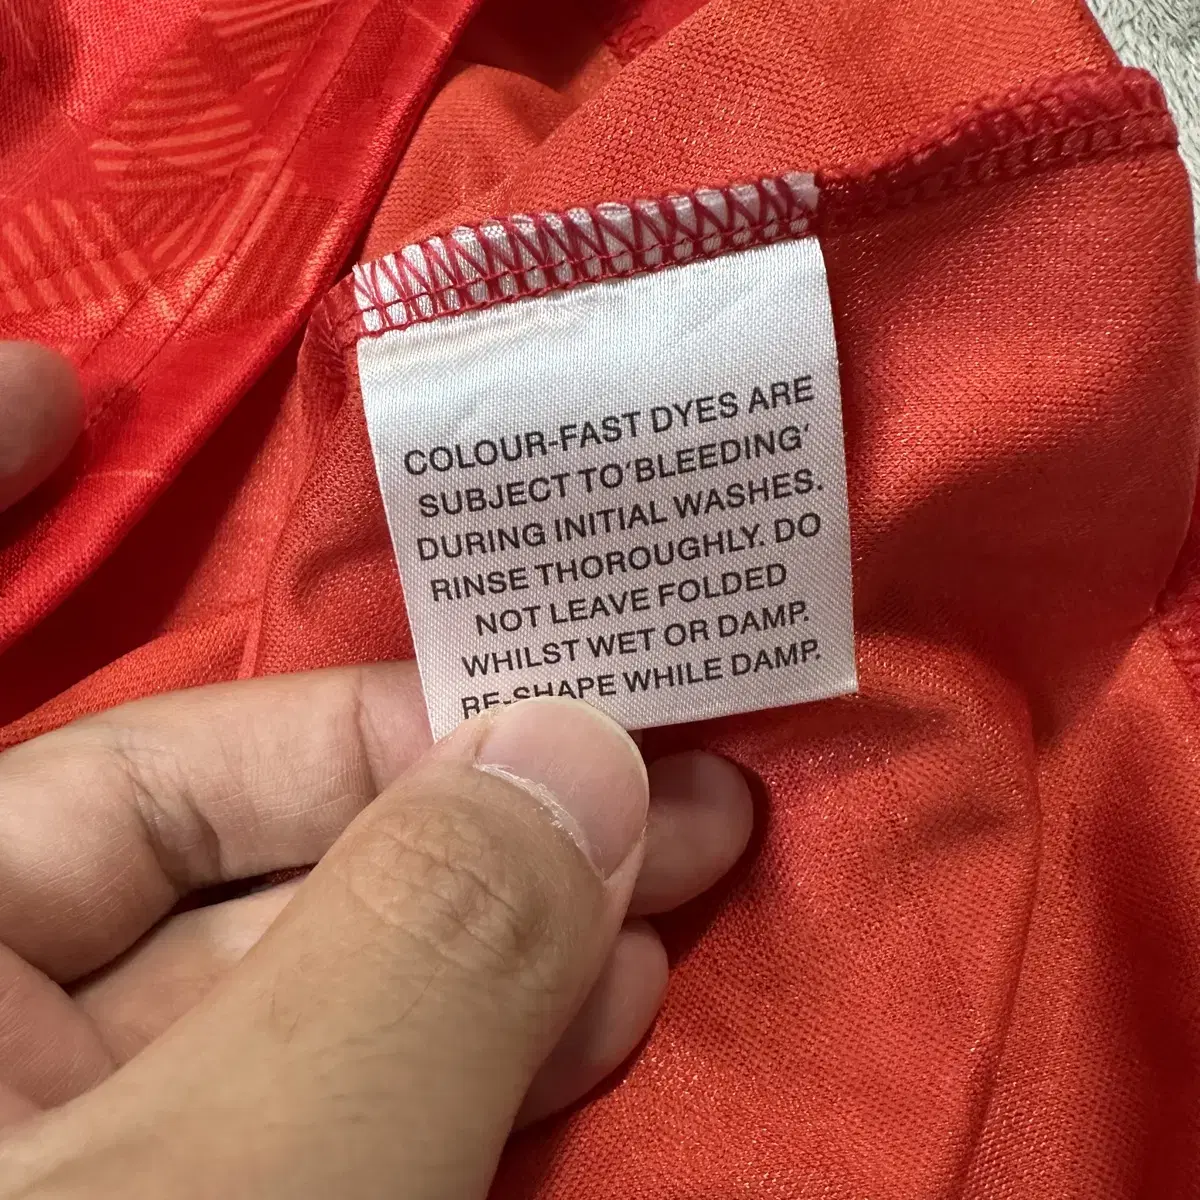 COLOUR-FAST DYES ARE
SUBJECT TO'BLEEDING'
DURING INITIAL WASHES.
RINSE THOROUGHLY. DO
NOT LEAVE FOLDED
WHILST WET OR DAMP.
RE-SHAPE WHILE DAMP.